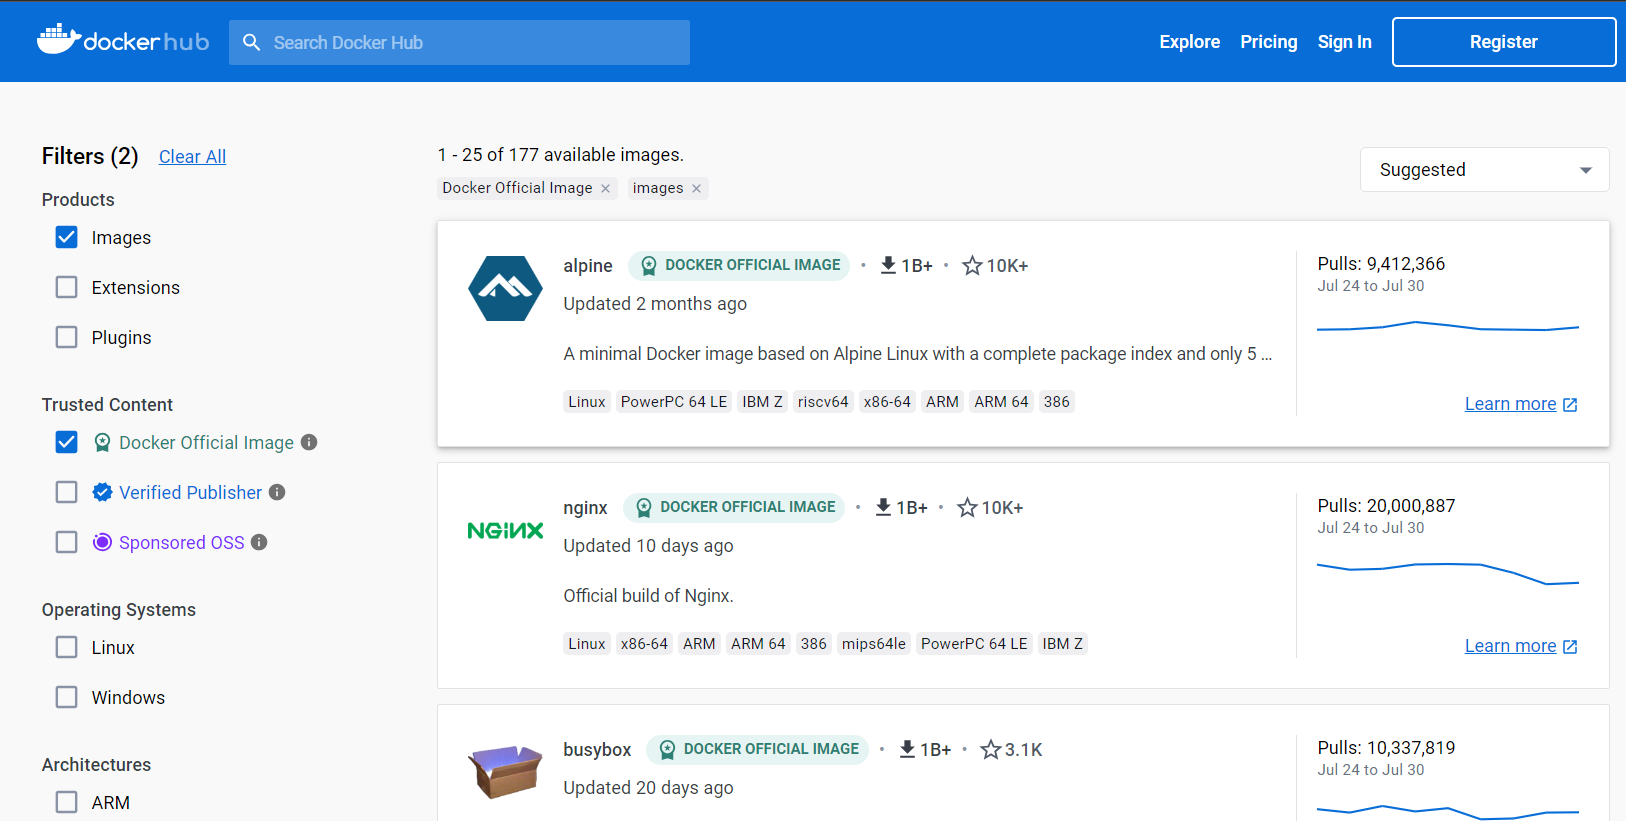 docker hub
Search Docker Hub
Explore
Pricing
Sign In
Register
Filters (2)
Clear All
Products
Images
Extensions
Plugins
Trusted Content
Docker Official Image
Verified Publisher
Sponsored OSS
Operating Systems
Linux
Windows
Architectures
ARM
1 - 25 of 177 available images.
Docker Official Image
images
Suggested
alpine DOCKER OFFICIAL IMAGE • 1B+ • 10K+
Updated 2 months ago
A minimal Docker image based on Alpine Linux with a complete package index and only 5 ...
Linux PowerPC 64 LE IBM Z riscv64 x86-64 ARM ARM 64 386
Pulls: 9,412,366
Jul 24 to Jul 30
Learn more
NGINX
nginx DOCKER OFFICIAL IMAGE • 1B+ • 10K+
Updated 10 days ago
Official build of Nginx.
Linux x86-64 ARM ARM 64 386 mips64le PowerPC 64 LE IBM Z
Pulls: 20,000,887
Jul 24 to Jul 30
Learn more
busybox DOCKER OFFICIAL IMAGE • 1B+ • 3.1K
Updated 20 days ago
Pulls: 10,337,819
Jul 24 to Jul 30